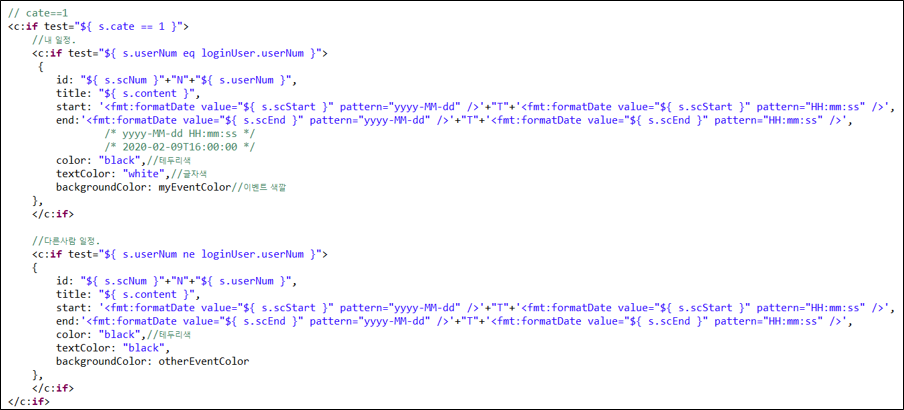 // cate==1
<c:if test="${ s.cate == 1 }">
//내 일정.
<c:if test="${ s.userNum eq loginUser.userNum }">
{
id: "${ s.scNum }"+"N"+"${ s.userNum }",
title: "${ s.content }",
start: '<fmt:formatDate value="${ s.scStart }" pattern="yyyy-MM-dd" />'+"T"+'<fmt:formatDate value="${ s.scStart }" pattern="HH:mm:ss" />',
end:'<fmt:formatDate value="${ s.scEnd }" pattern="yyyy-MM-dd" />'+"T"+'<fmt:formatDate value="${ s.scEnd }" pattern="HH:mm:ss" />',
/* yyyy-MM-dd HH:mm:ss */
/* 2020-02-09T16:00:00 */
color: "black",//테두리색
textColor: "white",//글자색
backgroundColor: myEventColor//이벤트 색깔
},
</c:if>
//다른사람 일정.
<c:if test="${ s.userNum ne loginUser.userNum }">
{
id: "${ s.scNum }"+"N"+"${ s.userNum }",
title: "${ s.content }",
start: '<fmt:formatDate value="${ s.scStart }" pattern="yyyy-MM-dd" />'+"T"+'<fmt:formatDate value="${ s.scStart }" pattern="HH:mm:ss" />',
end:'<fmt:formatDate value="${ s.scEnd }" pattern="yyyy-MM-dd" />'+"T"+'<fmt:formatDate value="${ s.scEnd }" pattern="HH:mm:ss" />',
color: "black",//테두리색
textColor: "black",
backgroundColor: otherEventColor
},
</c:if>
</c:if>